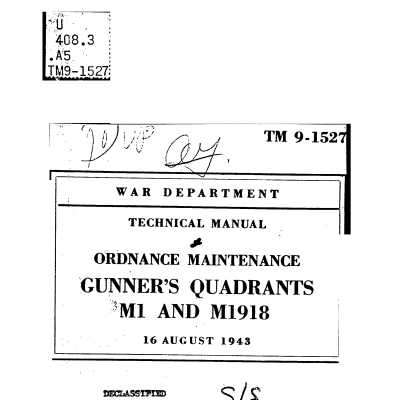 U
408.3
.A5
TM9-1527
TM 9-1527
WAR DEPARTMENT
TECHNICAL MANUAL
ORDNANCE MAINTENANCE
GUNNER'S QUADRANTS
M1 AND M1918
16 AUGUST 1943
DECLASSIFIED
S/S